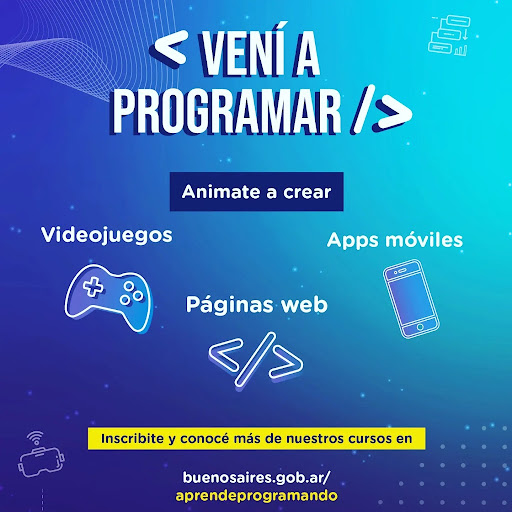 < VENÍ A
PROGRAMAR />
Animate a crear
Videojuegos
Apps móviles
Páginas web
</>
Inscribite y conocé más de nuestros cursos en
buenosaires.gob.ar/
aprendeprogramando